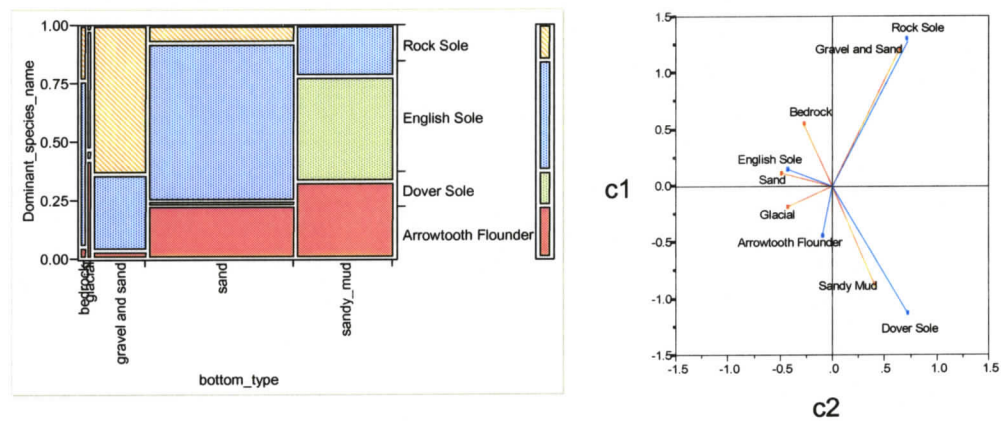 Dominant_species_name
1.00
0.75
0.50
0.25
0.00
Rock Sole
English Sole
Dover Sole
Arrowtooth Flounder
bedrock
glacial
gravel and sand
sand
sandy_mud
bottom_type
c1
1.5
1.0
0.5
0.0
-0.5
-1.0
-1.5
Rock Sole
Gravel and Sand
Bedrock
English Sole
Sand
Glacial
Arrowtooth Flounder
Sandy Mud
Dover Sole
-1.5 -1.0 -0.5 .0 0.5 1.0 1.5
c2